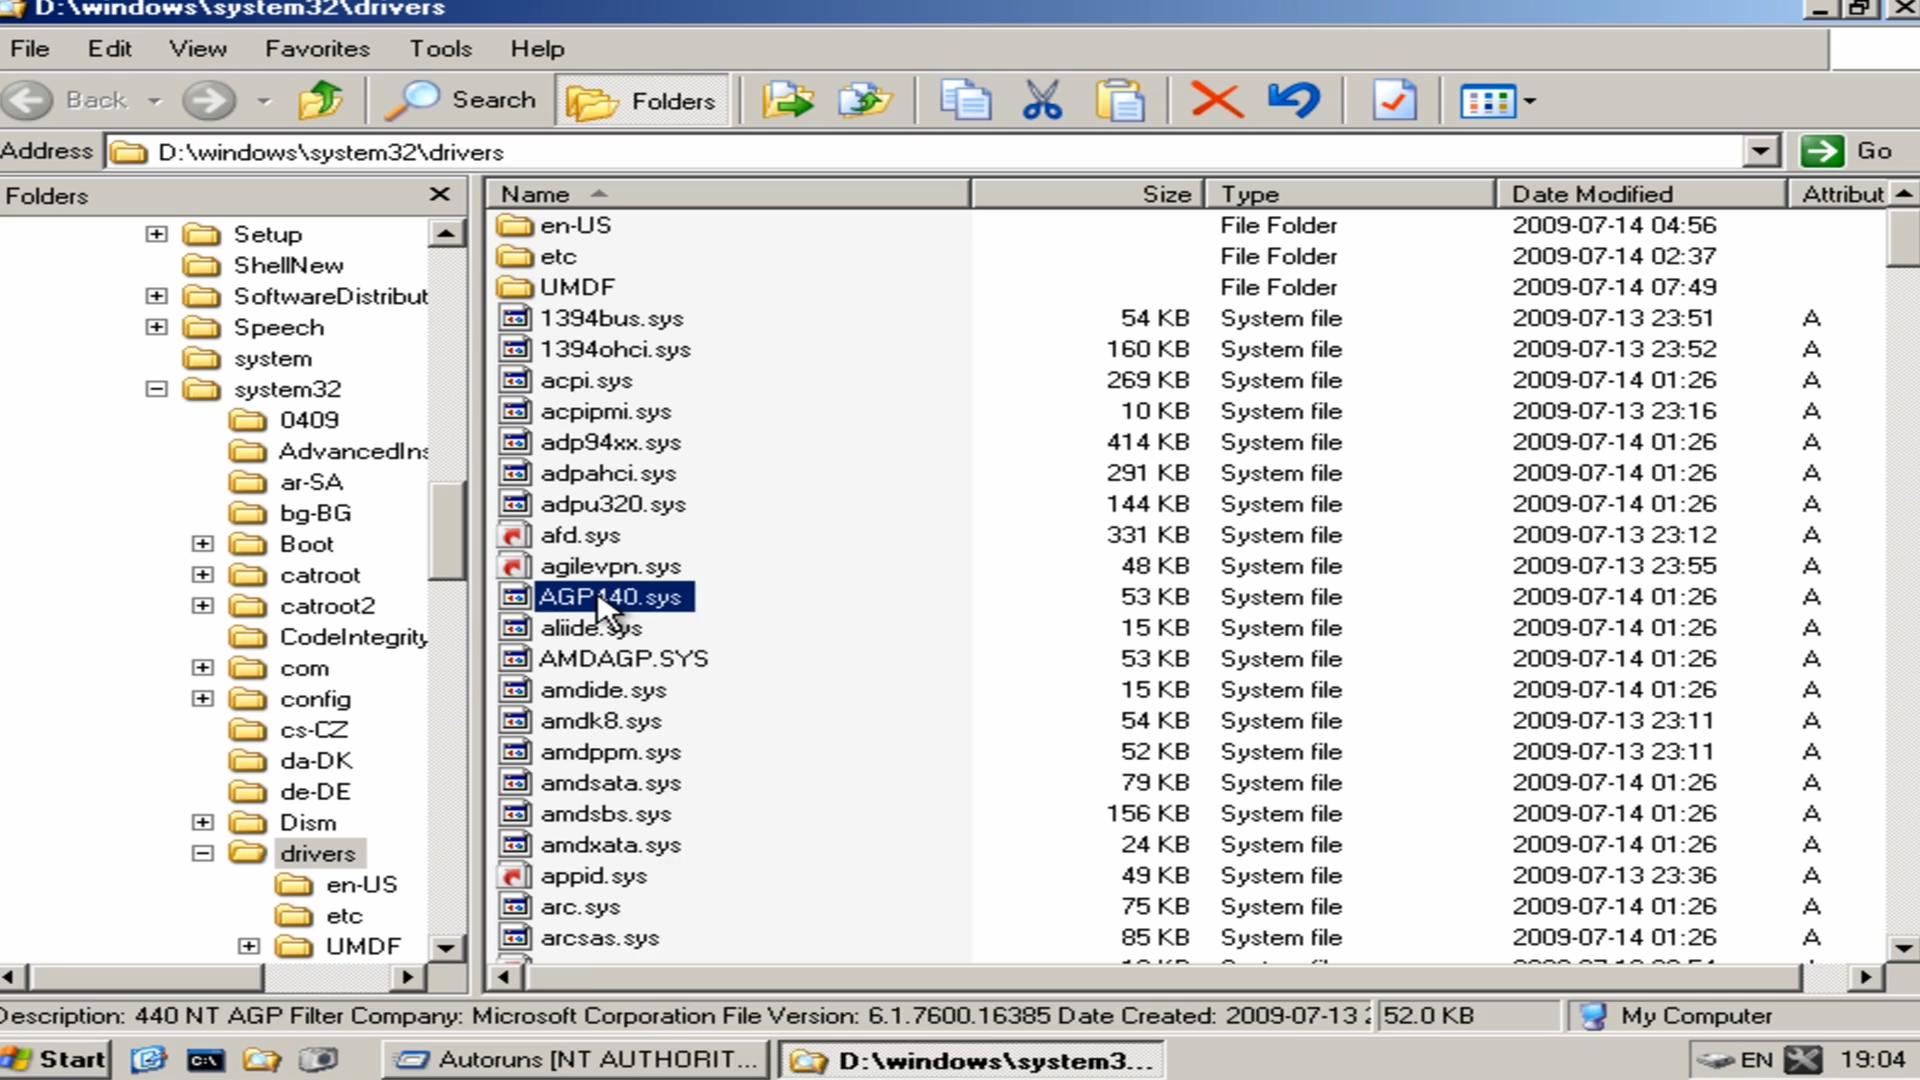 D:\windows\system32\drivers
File Edit View Favorites Tools Help
Back Search Folders
Address D:\windows\system32\drivers Go
Folders
Setup
ShellNew
SoftwareDistribut
Speech
system
system32
0409
AdvancedIns
ar-SA
bg-BG
Boot
catroot
catroot2
CodeIntegrity
com
config
cs-CZ
da-DK
de-DE
Dism
drivers
en-US
etc
UMDF
Name Size Type Date Modified Attribut
en-US File Folder 2009-07-14 04:56
etc File Folder 2009-07-14 02:37
UMDF File Folder 2009-07-14 07:49
1394bus.sys 54 KB System file 2009-07-13 23:51 A
1394ohci.sys 160 KB System file 2009-07-13 23:52 A
acpi.sys 269 KB System file 2009-07-14 01:26 A
acpipmi.sys 10 KB System file 2009-07-13 23:16 A
adp94xx.sys 414 KB System file 2009-07-14 01:26 A
adpahci.sys 291 KB System file 2009-07-14 01:26 A
adpu320.sys 144 KB System file 2009-07-14 01:26 A
afd.sys 331 KB System file 2009-07-13 23:12 A
agilevpn.sys 48 KB System file 2009-07-13 23:55 A
AGP440.sys 53 KB System file 2009-07-14 01:26 A
aliide.sys 15 KB System file 2009-07-14 01:26 A
AMDAGP.SYS 53 KB System file 2009-07-14 01:26 A
amdide.sys 15 KB System file 2009-07-14 01:26 A
amdk8.sys 54 KB System file 2009-07-13 23:11 A
amdppm.sys 52 KB System file 2009-07-13 23:11 A
amdsata.sys 79 KB System file 2009-07-14 01:26 A
amdsbs.sys 156 KB System file 2009-07-14 01:26 A
amdxata.sys 24 KB System file 2009-07-14 01:26 A
appid.sys 49 KB System file 2009-07-13 23:36 A
arc.sys 75 KB System file 2009-07-14 01:26 A
arcsas.sys 85 KB System file 2009-07-14 01:26 A
Description: 440 NT AGP Filter Company: Microsoft Corporation File Version: 6.1.7600.16385 Date Created: 2009-07-13 52.0 KB My Computer
Start C:\ Autoruns [NT AUTHORIT... D:\windows\system3... EN 19:04